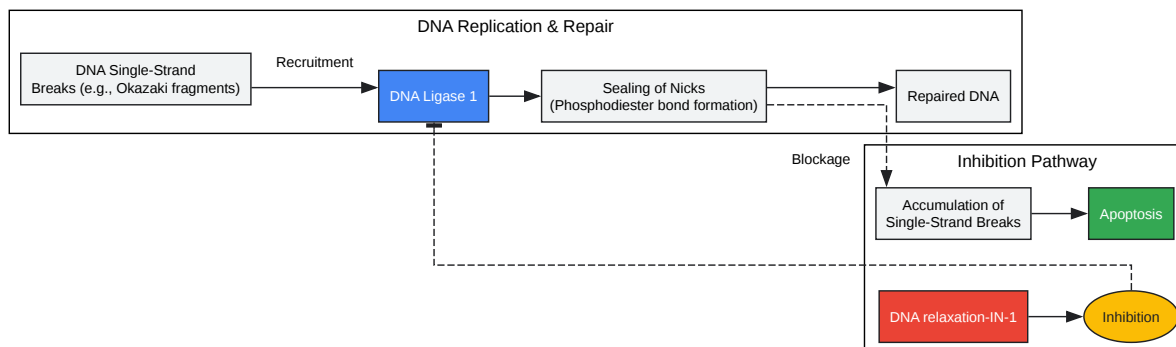 DNA Replication & Repair
DNA Single-Strand
Breaks (e.g., Okazaki fragments)
Recruitment
DNA Ligase 1
Sealing of Nicks
(Phosphodiester bond formation)
Repaired DNA
Blockage
Inhibition Pathway
Accumulation of
Single-Strand Breaks
Apoptosis
DNA relaxation-IN-1
Inhibition